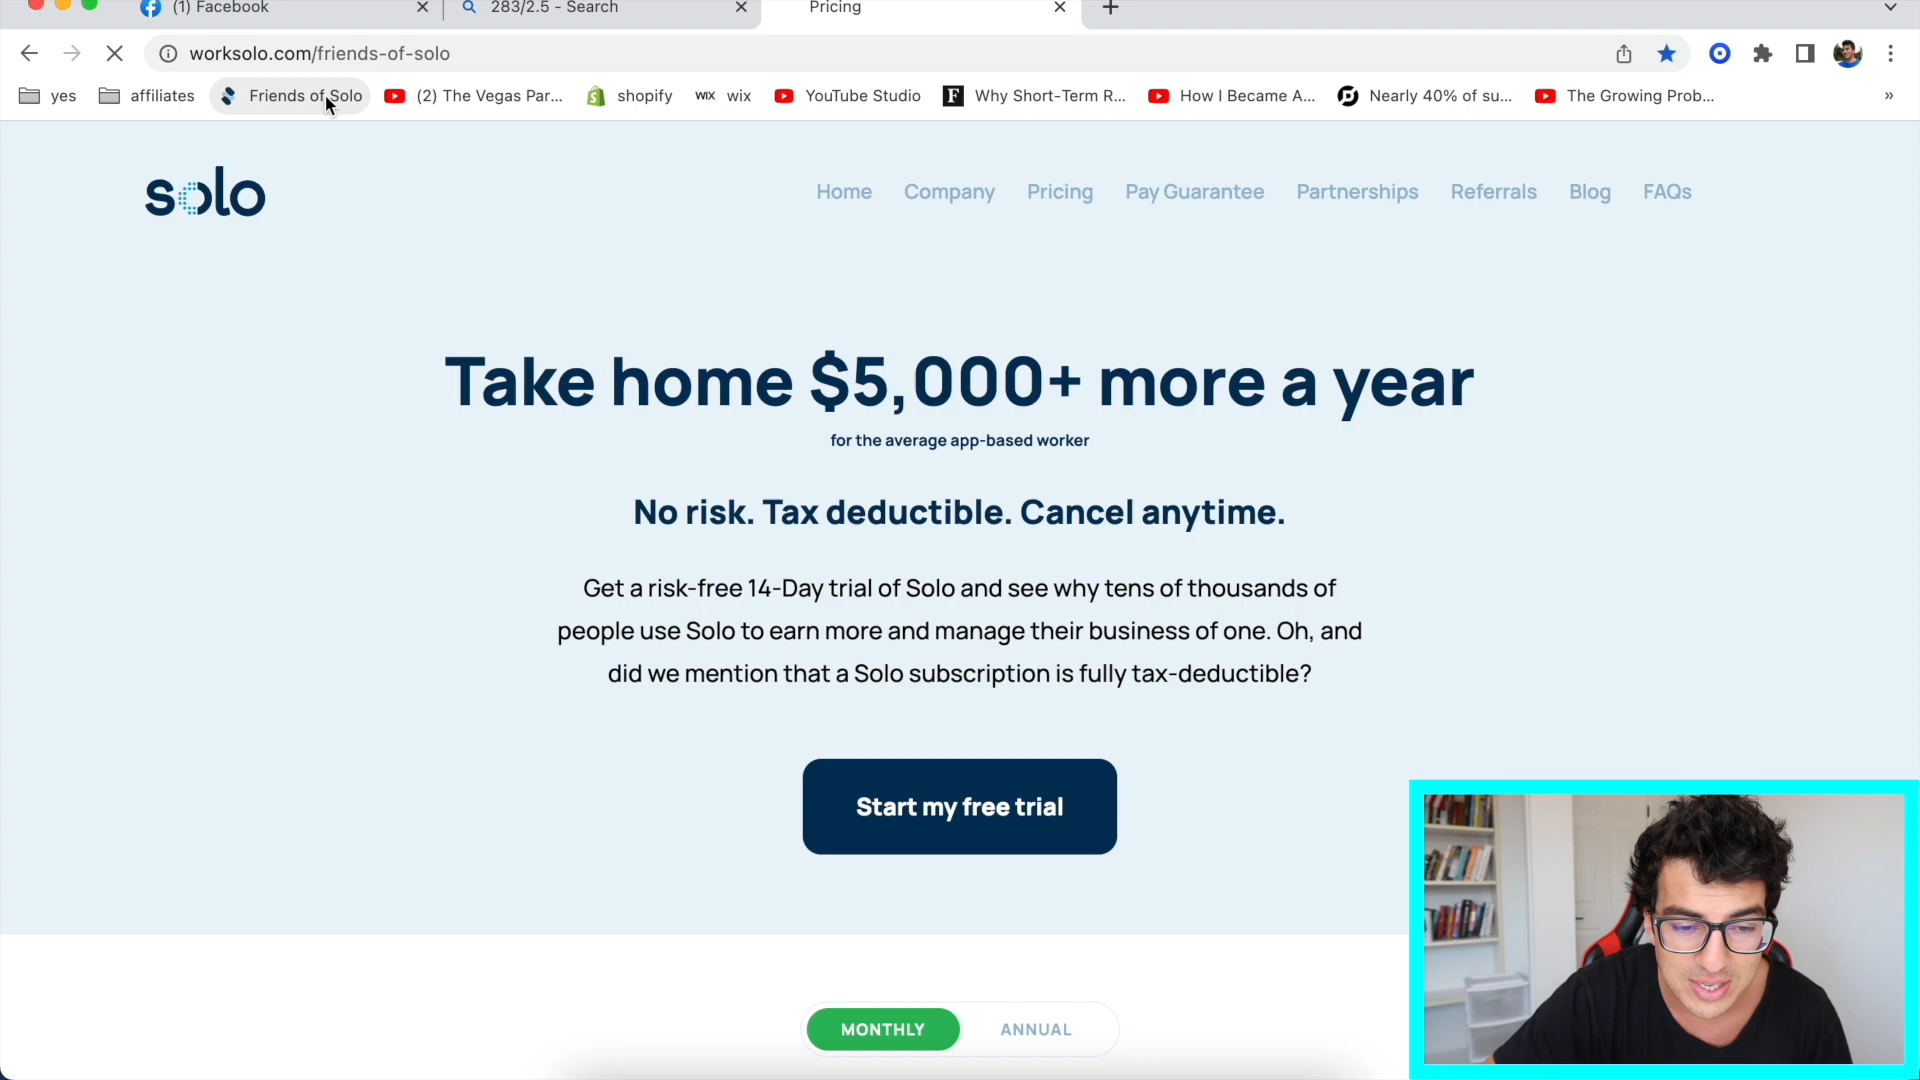 (1) Facebook
283/2.5 - Search
Pricing
worksolo.com/friends-of-solo
yes
affiliates
Friends of Solo
(2) The Vegas Par...
shopify
WIX wix
YouTube Studio
F Why Short-Term R...
How I Became A...
Nearly 40% of su...
The Growing Prob...
»
solo
Home
Company
Pricing
Pay Guarantee
Partnerships
Referrals
Blog
FAQs
Take home $5,000+ more a year
for the average app-based worker
No risk. Tax deductible. Cancel anytime.
Get a risk-free 14-Day trial of Solo and see why tens of thousands of
people use Solo to earn more and manage their business of one. Oh, and
did we mention that a Solo subscription is fully tax-deductible?
Start my free trial
MONTHLY
ANNUAL